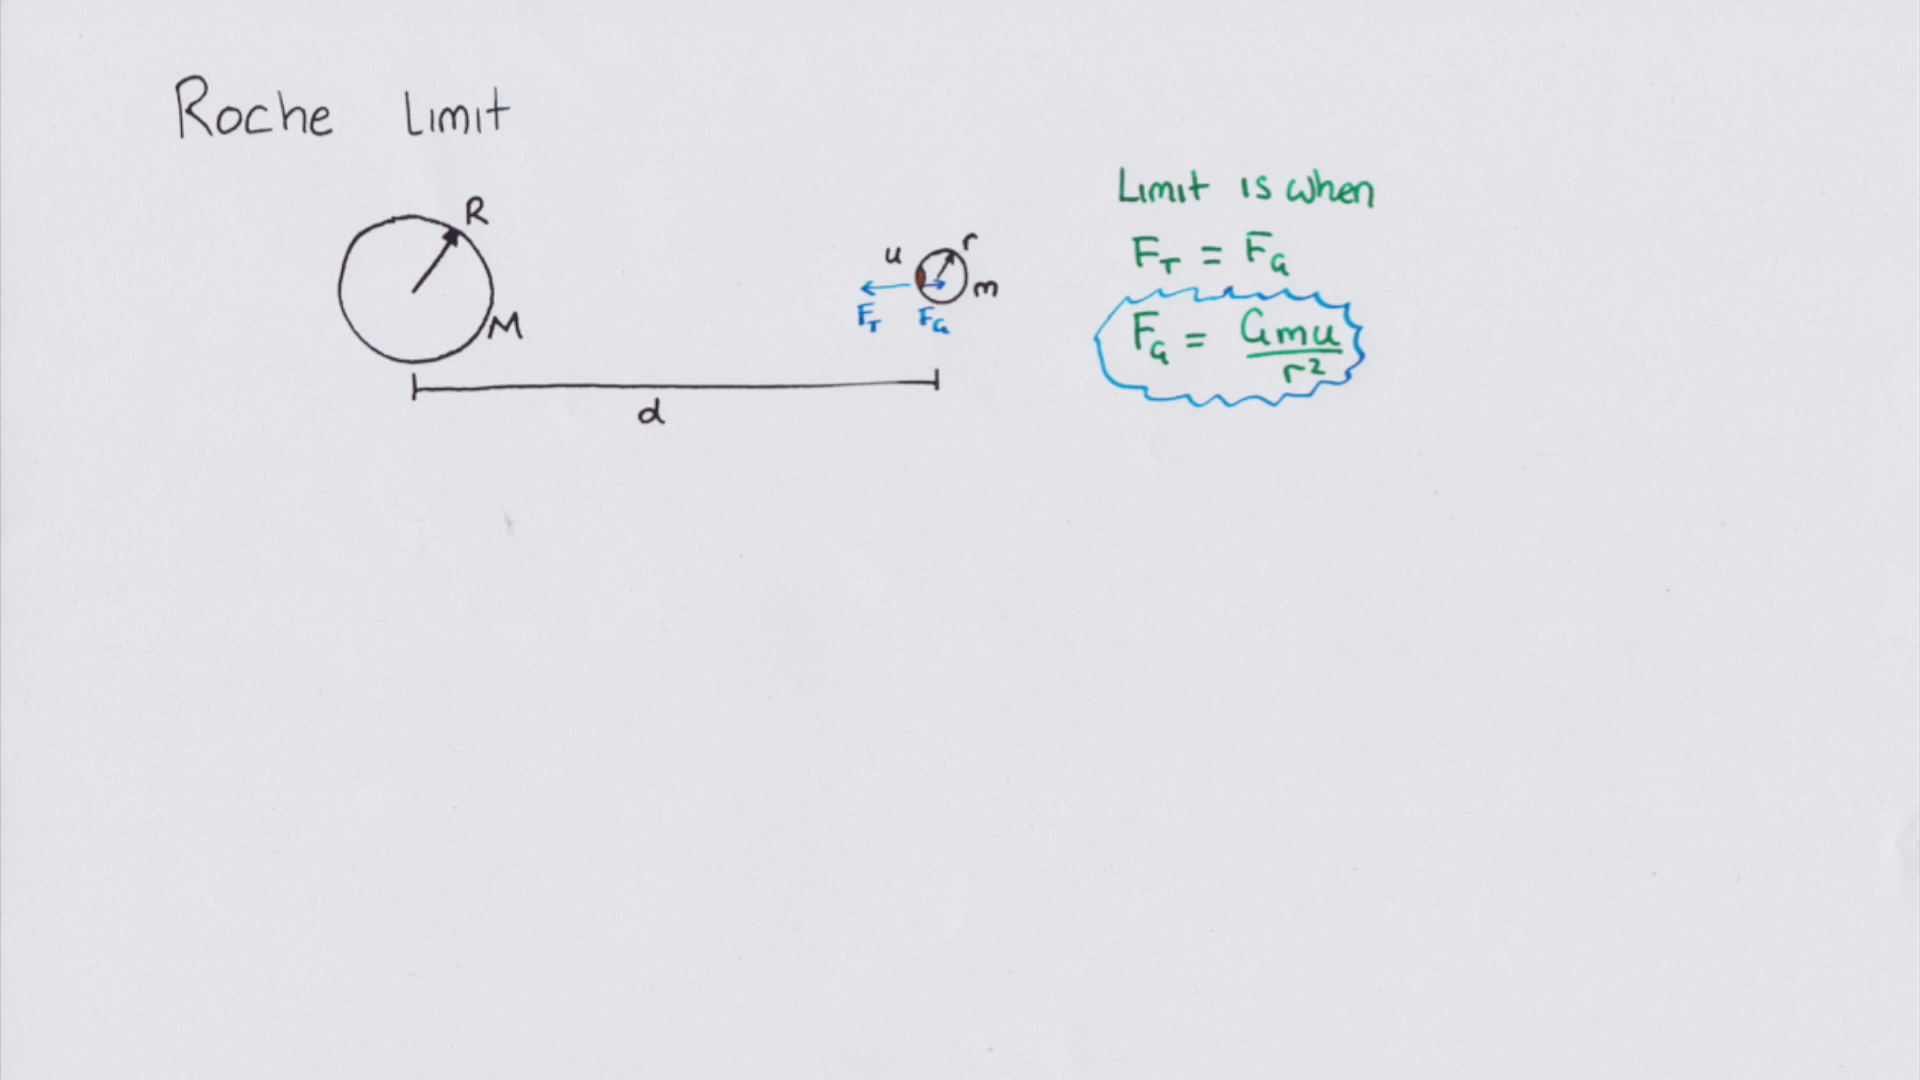 Roche Limit
R
M
u
r
m
F_T
F_G
d
Limit is when
F_T = F_G
F_G = Gmu / r²